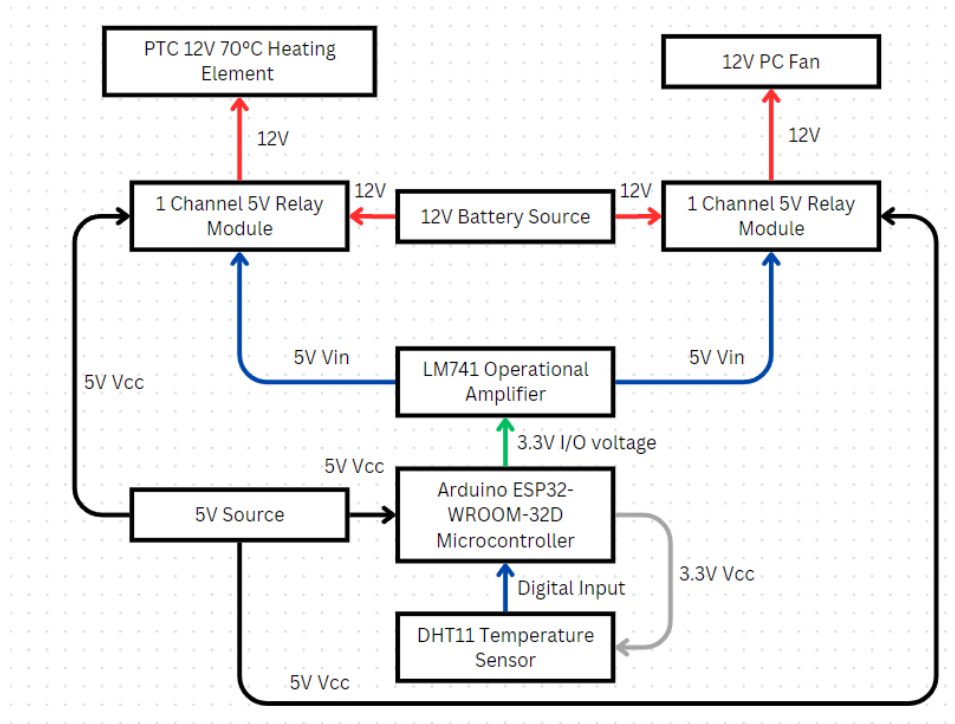 PTC 12V 70°C Heating
Element
12V PC Fan
12V
12V
1 Channel 5V Relay
Module
12V
12V Battery Source
12V
1 Channel 5V Relay
Module
5V Vin
LM741 Operational
Amplifier
5V Vin
5V Vcc
3.3V I/O voltage
5V Vcc
5V Source
Arduino ESP32-
WROOM-32D
Microcontroller
3.3V Vcc
Digital Input
DHT11 Temperature
Sensor
5V Vcc